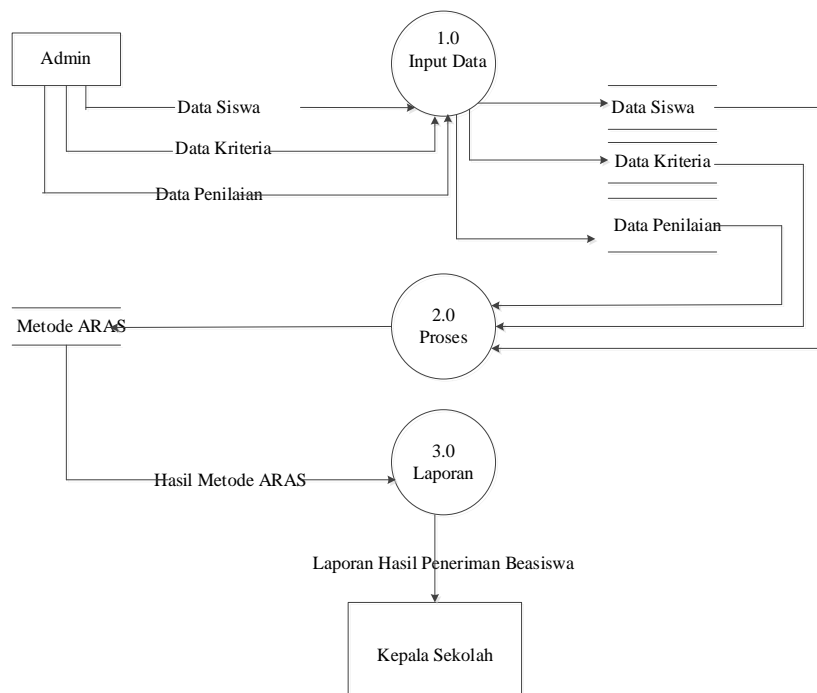 Admin
1.0
Input Data
Data Siswa
Data Siswa
Data Kriteria
Data Kriteria
Data Penilaian
Data Penilaian
Metode ARAS
2.0
Proses
3.0
Laporan
Hasil Metode ARAS
Laporan Hasil Peneriman Beasiswa
Kepala Sekolah